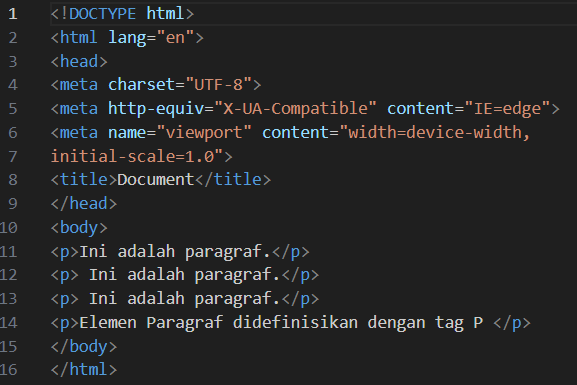 1 <!DOCTYPE html>
2 <html lang="en">
3 <head>
4 <meta charset="UTF-8">
5 <meta http-equiv="X-UA-Compatible" content="IE=edge">
6 <meta name="viewport" content="width=device-width,
7 initial-scale=1.0">
8 <title>Document</title>
9 </head>
10 <body>
11 <p>Ini adalah paragraf.</p>
12 <p> Ini adalah paragraf.</p>
13 <p> Ini adalah paragraf.</p>
14 <p>Elemen Paragraf didefinisikan dengan tag P </p>
15 </body>
16 </html>